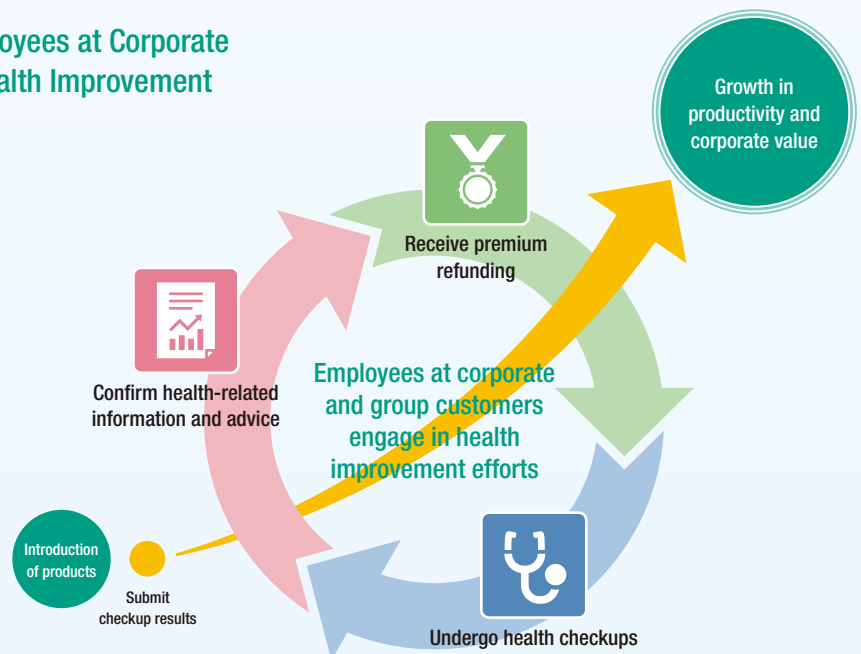 oyees at Corporate
alth Improvement
Growth in
productivity and
corporate value
Receive premium
refunding
Confirm health-related
information and advice
Employees at corporate
and group customers
engage in health
improvement efforts
Introduction
of products
Submit
checkup results
Undergo health checkups